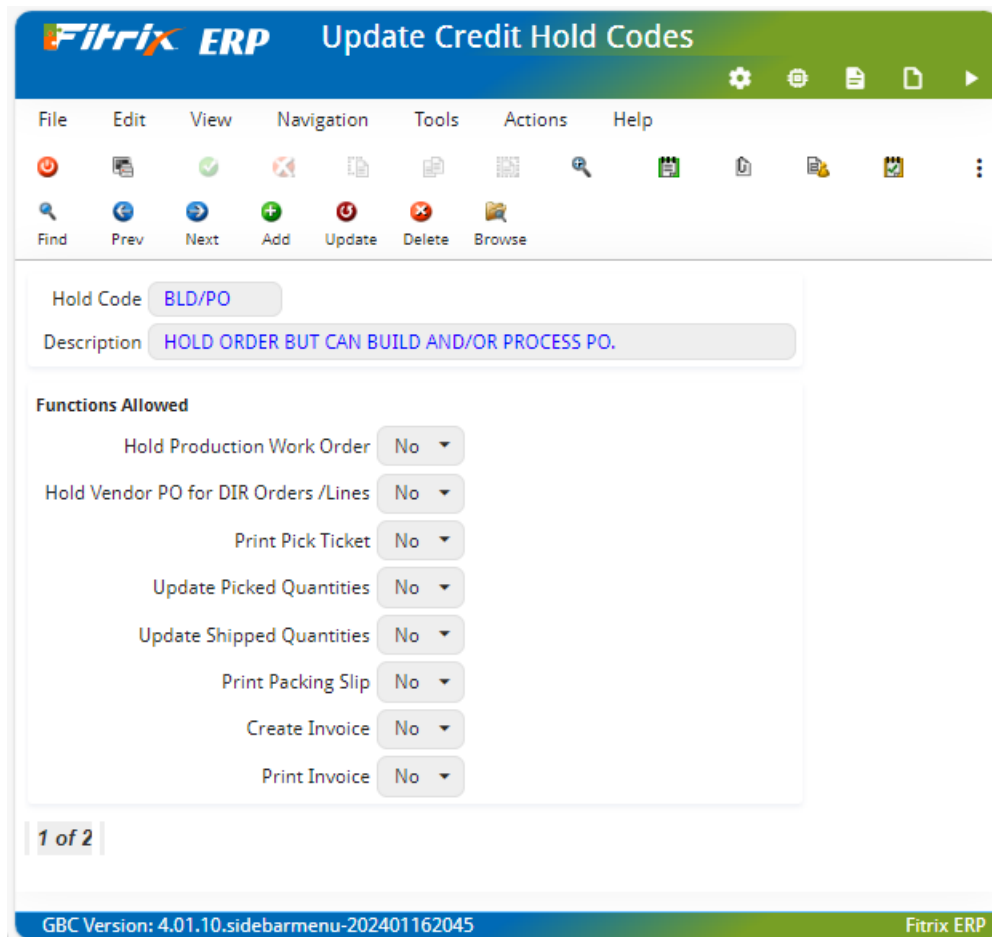 Fitrix ERP Update Credit Hold Codes
File Edit View Navigation Tools Actions Help
Find Prev Next Add Update Delete Browse
Hold Code BLD/PO
Description HOLD ORDER BUT CAN BUILD AND/OR PROCESS PO.
Functions Allowed
Hold Production Work Order No
Hold Vendor PO for DIR Orders /Lines No
Print Pick Ticket No
Update Picked Quantities No
Update Shipped Quantities No
Print Packing Slip No
Create Invoice No
Print Invoice No
1 of 2
GBC Version: 4.01.10.sidebarmenu-202401162045 Fitrix ERP